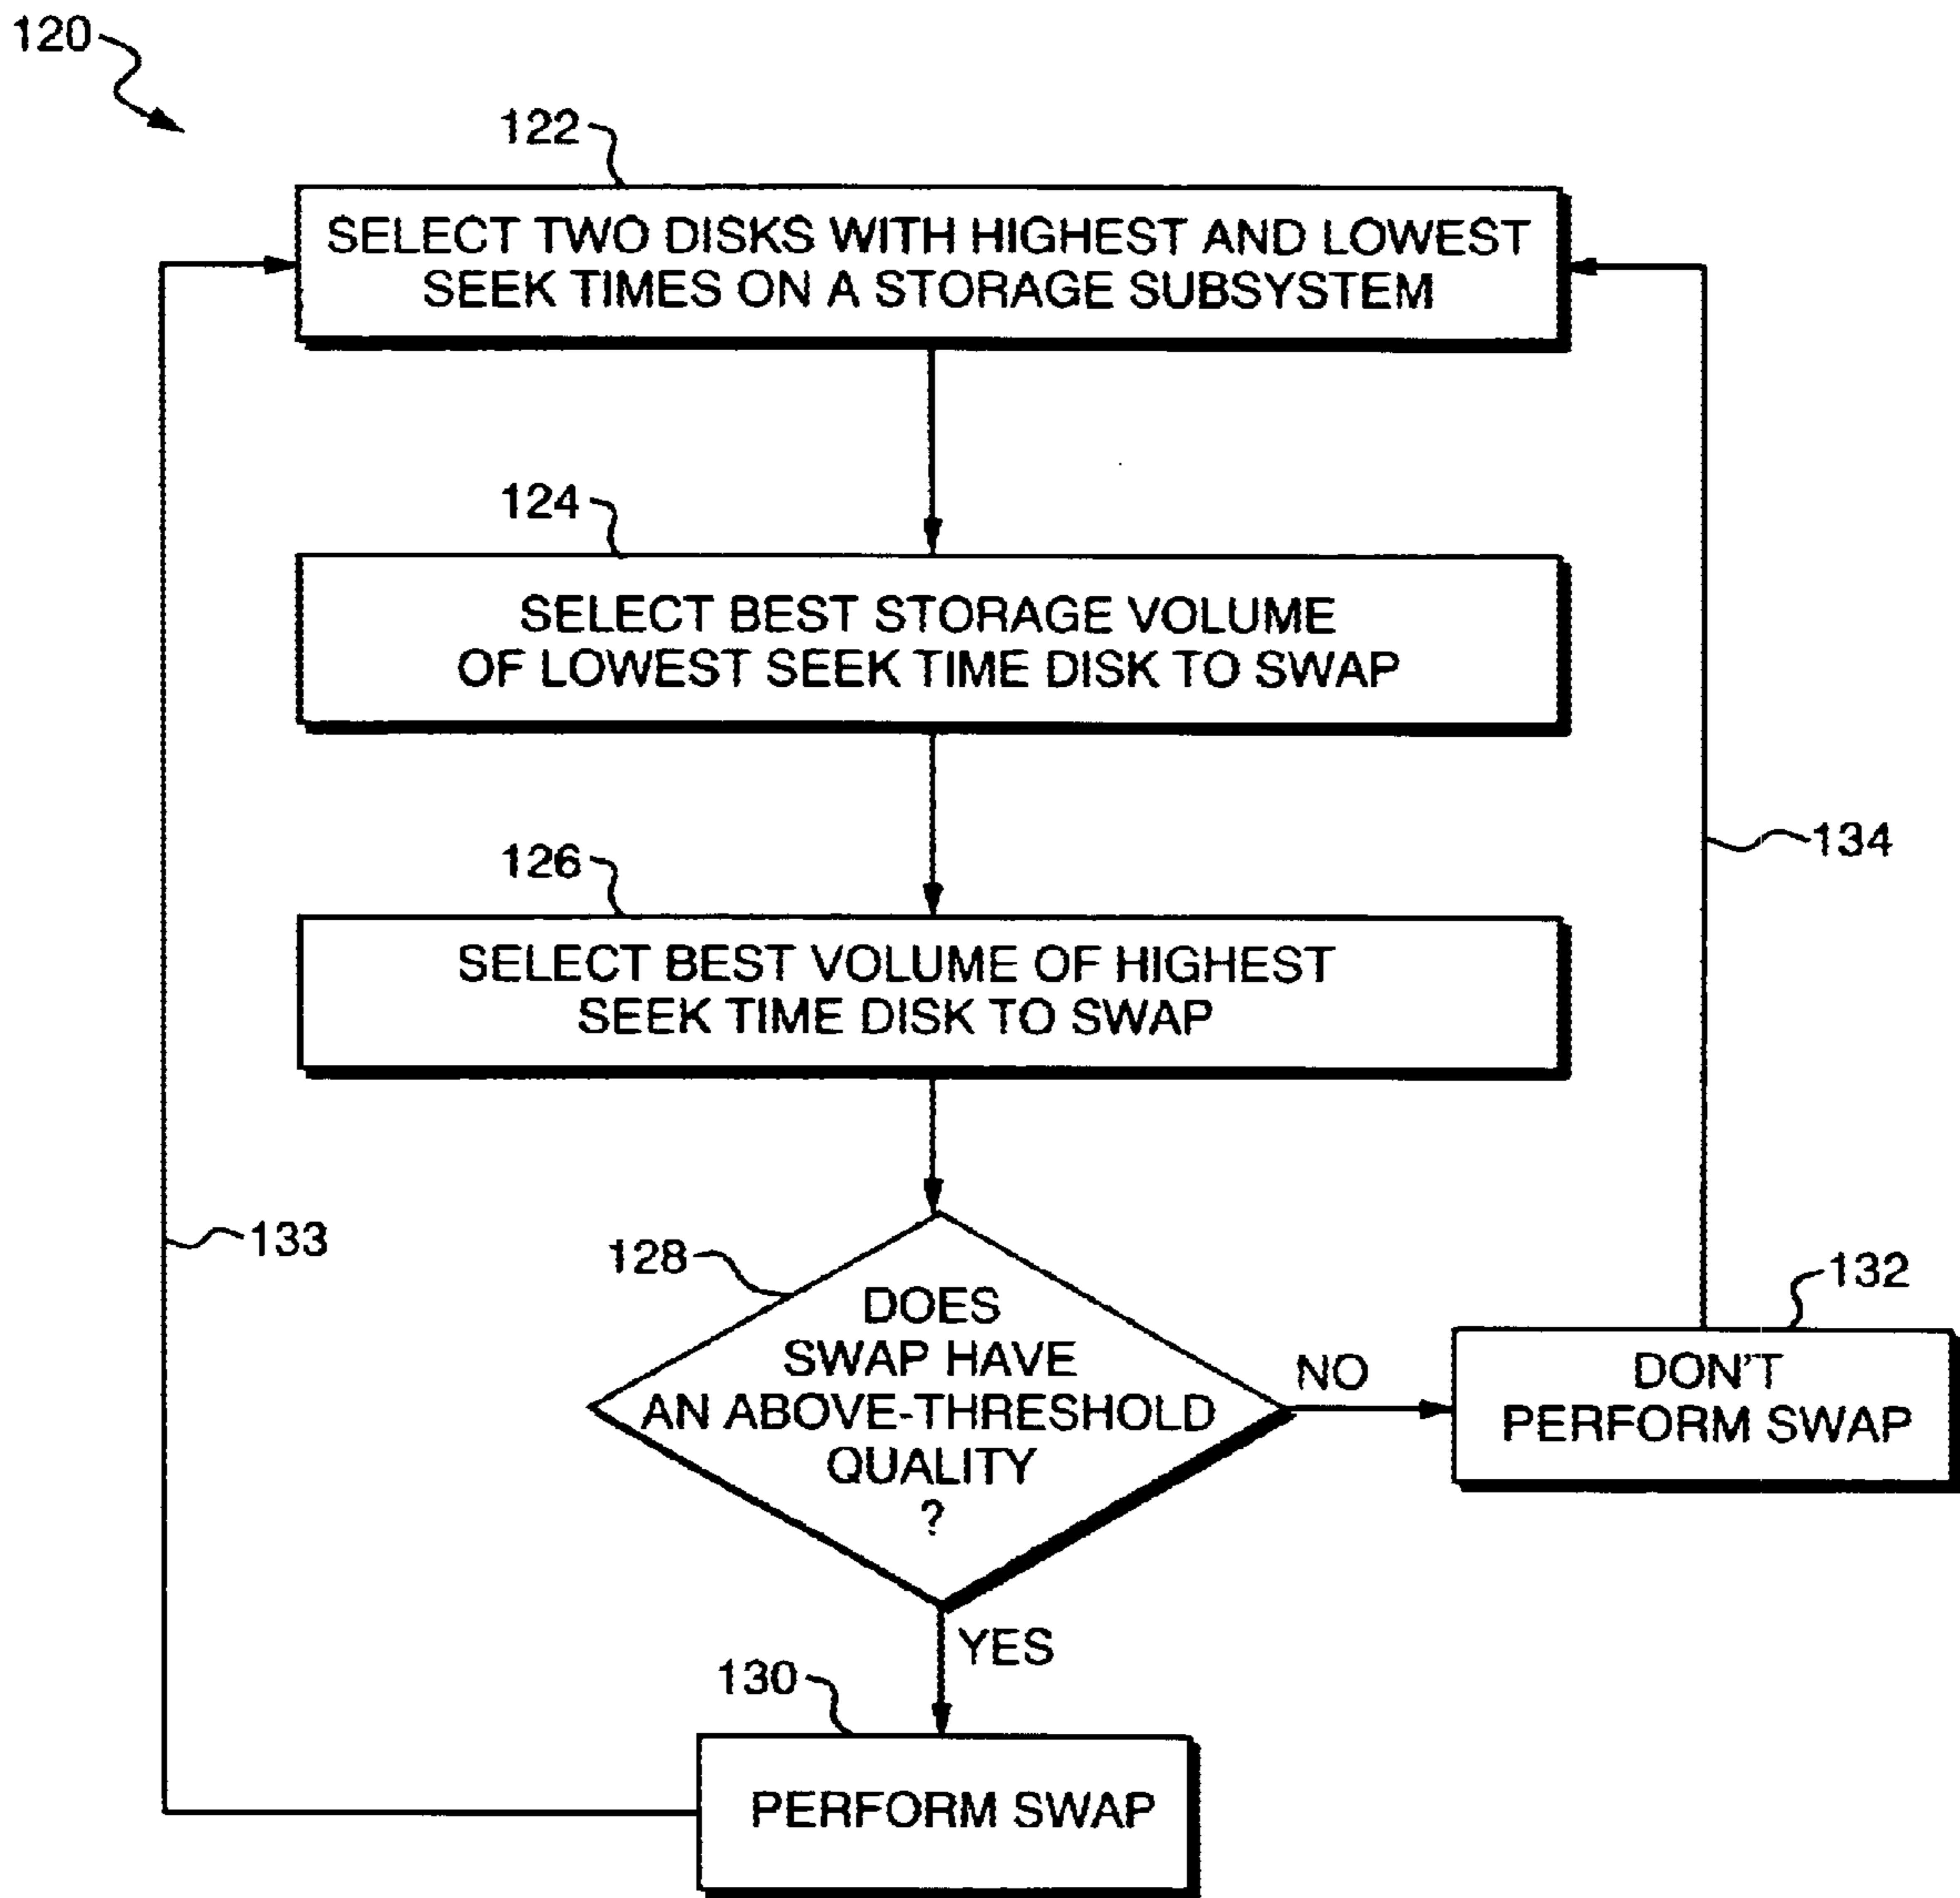 120
122
SELECT TWO DISKS WITH HIGHEST AND LOWEST
SEEK TIMES ON A STORAGE SUBSYSTEM
124
SELECT BEST STORAGE VOLUME
OF LOWEST SEEK TIME DISK TO SWAP
134
126
SELECT BEST VOLUME OF HIGHEST
SEEK TIME DISK TO SWAP
133
128
DOES
SWAP HAVE
AN ABOVE-THRESHOLD
QUALITY
?
NO
132
DON'T
PERFORM SWAP
YES
130
PERFORM SWAP